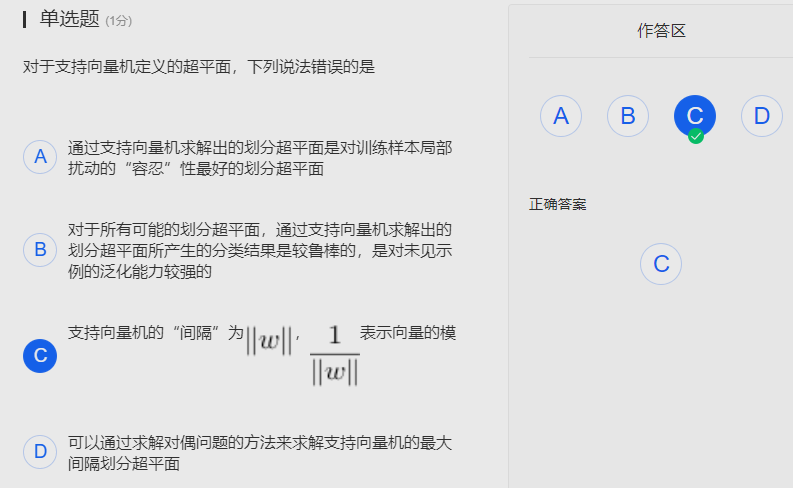 单选题 (1分)
对于支持向量机定义的超平面，下列说法错误的是
A 通过支持向量机求解出的划分超平面是对训练样本局部
扰动的“容忍”性最好的划分超平面
B 对于所有可能的划分超平面，通过支持向量机求解出的
划分超平面所产生的分类结果是较鲁棒的，是对未见示
例的泛化能力较强的
C 支持向量机的“间隔”为||w||，1/||w||表示向量的模
D 可以通过求解对偶问题的方法来求解支持向量机的最大
间隔划分超平面
作答区
A B C D
正确答案
C